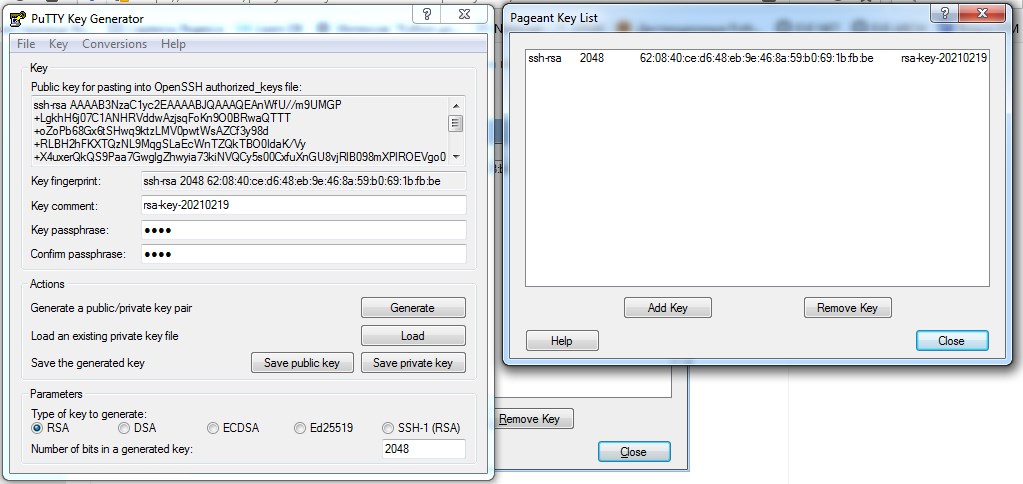 PuTTY Key Generator
File Key Conversions Help
Key
Public key for pasting into OpenSSH authorized_keys file:
ssh-rsa AAAAB3NzaC1yc2EAAAABJQAAAQEAnWfU//m9UMGP
+LgkhH6j07C1ANHRVddwAzjsqFoKn9O0BRwaQTTT
+oZoPb68Gx6tSHwq9ktzLMV0pwtWsAZCf3y98d
+RLBH2hFKXTQzNL9MqgSLaEcWnTZQkTBO0IdaK/Vy
+X4uxerQkQS9Paa7GwglgZhwyia73kiNVQCy5s00CxfuXnGU8vjRlB098mXPlROEVgo0
Key fingerprint: ssh-rsa 2048 62:08:40:ce:d6:48:eb:9e:46:8a:59:b0:69:1b:fb:be
Key comment: rsa-key-20210219
Key passphrase: ●●●●
Confirm passphrase: ●●●●
Actions
Generate a public/private key pair Generate
Load an existing private key file Load
Save the generated key Save public key Save private key
Parameters
Type of key to generate:
RSA DSA ECDSA Ed25519 SSH-1 (RSA)
Number of bits in a generated key: 2048
Pageant Key List
ssh-rsa 2048 62:08:40:ce:d6:48:eb:9e:46:8a:59:b0:69:1b:fb:be rsa-key-20210219
Add Key Remove Key
Help Close
Remove Key
Close